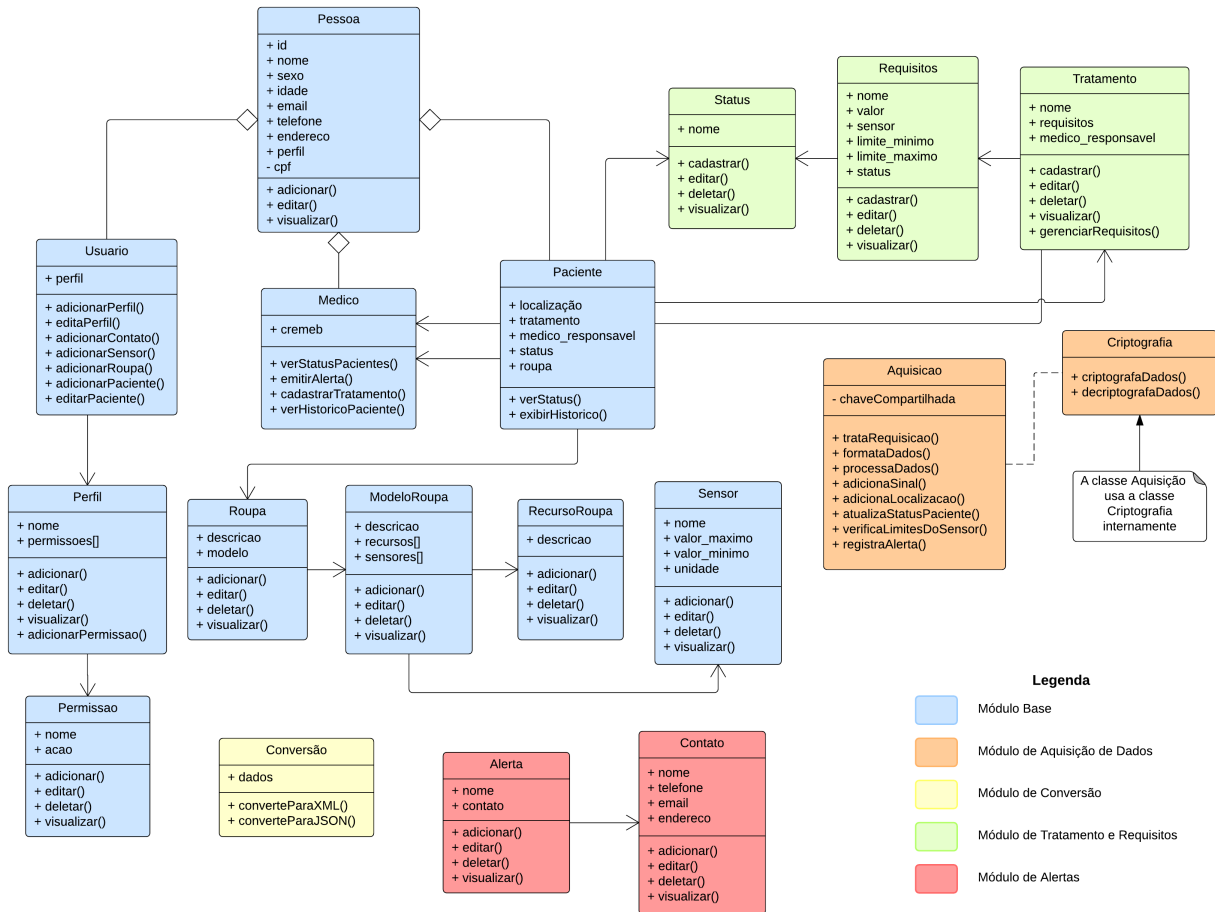 Pessoa
+ id
+ nome
+ sexo
+ idade
+ email
+ telefone
+ endereco
+ perfil
- cpf
+ adicionar()
+ editar()
+ visualizar()
Status
+ nome
+ cadastrar()
+ editar()
+ deletar()
+ visualizar()
Requisitos
+ nome
+ valor
+ sensor
+ limite_minimo
+ limite_maximo
+ status
+ cadastrar()
+ editar()
+ deletar()
+ visualizar()
Tratamento
+ nome
+ requisitos
+ medico_responsavel
+ cadastrar()
+ editar()
+ deletar()
+ visualizar()
+ gerenciarRequisitos()
Usuario
+ perfil
+ adicionarPerfil()
+ editaPerfil()
+ adicionarContato()
+ adicionarSensor()
+ adicionarRoupa()
+ adicionarPaciente()
+ editarPaciente()
Medico
+ cremeb
+ verStatusPacientes()
+ emitirAlerta()
+ cadastrarTratamento()
+ verHistoricoPaciente()
Paciente
+ localização
+ tratamento
+ medico_responsavel
+ status
+ roupa
+ verStatus()
+ exibirHistorico()
Aquisicao
- chaveCompartilhada
+ trataRequisicao()
+ formataDados()
+ processaDados()
+ adicionaSinal()
+ adicionaLocalizacao()
+ atualizaStatusPaciente()
+ verificaLimitesDoSensor()
+ registraAlerta()
Criptografia
+ criptografaDados()
+ decriptografaDados()
A classe Aquisição
usa a classe
Criptografia
internamente
Perfil
+ nome
+ permissoes[]
+ adicionar()
+ editar()
+ deletar()
+ visualizar()
+ adicionarPermissao()
Roupa
+ descricao
+ modelo
+ adicionar()
+ editar()
+ deletar()
+ visualizar()
ModeloRoupa
+ descricao
+ recursos[]
+ sensores[]
+ adicionar()
+ editar()
+ deletar()
+ visualizar()
RecursoRoupa
+ descricao
+ adicionar()
+ editar()
+ deletar()
+ visualizar()
Sensor
+ nome
+ valor_maximo
+ valor_minimo
+ unidade
+ adicionar()
+ editar()
+ deletar()
+ visualizar()
Permissao
+ nome
+ acao
+ adicionar()
+ editar()
+ deletar()
+ visualizar()
Conversão
+ dados
+ converteParaXML()
+ converteParaJSON()
Alerta
+ nome
+ contato
+ adicionar()
+ editar()
+ deletar()
+ visualizar()
Contato
+ nome
+ telefone
+ email
+ endereco
+ adicionar()
+ editar()
+ deletar()
+ visualizar()
Legenda
Módulo Base
Módulo de Aquisição de Dados
Módulo de Conversão
Módulo de Tratamento e Requisitos
Módulo de Alertas